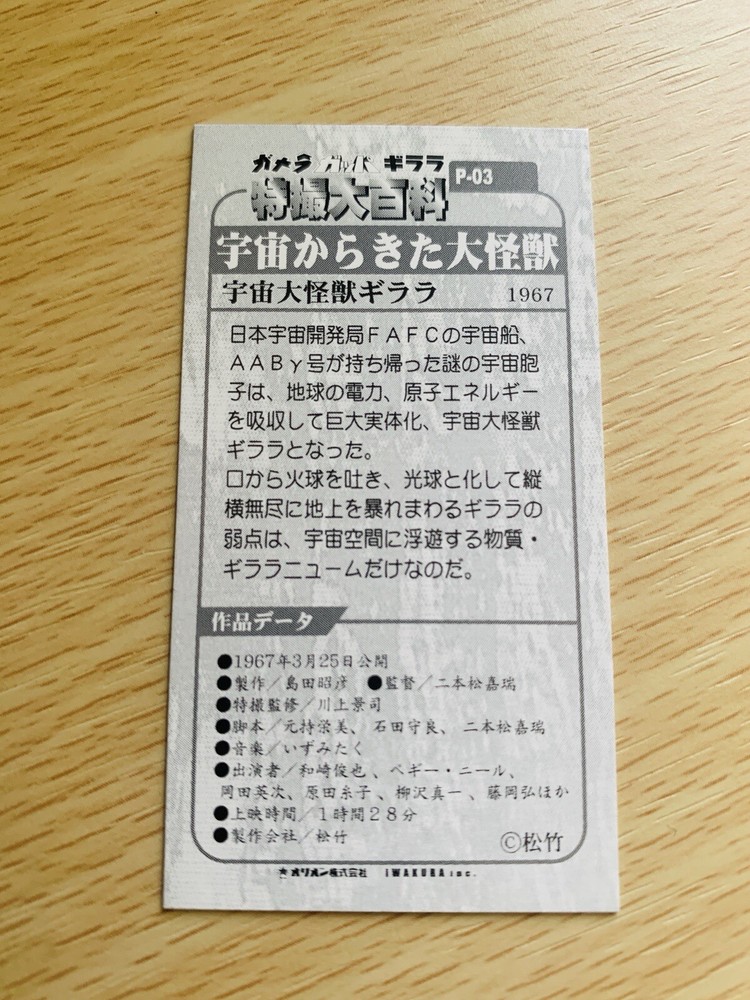 ガメラ ガッパ ギララ
特撮大百科
P-03
宇宙からきた大怪獣
宇宙大怪獣ギララ 1967
日本宇宙開発局ＦＡＦＣの宇宙船、
ＡＡＢγ号が持ち帰った謎の宇宙胞
子は、地球の電力、原子エネルギー
を吸収して巨大実体化、宇宙大怪獣
ギララとなった。
口から火球を吐き、光球と化して縦
横無尽に地上を暴れまわるギララの
弱点は、宇宙空間に浮遊する物質・
ギララニュームだけなのだ。
作品データ
●1967年3月25日公開
●製作／島田昭彦 ●監督／二本松嘉瑞
●特撮監修／川上景司
●脚本／元持栄美、石田守良、二本松嘉瑞
●音楽／いずみたく
●出演者／和崎俊也、ペギー・ニール、
岡田英次、原田糸子、柳沢真一、藤岡弘ほか
●上映時間／１時間２８分
●製作会社／松竹
©松竹
オリオン株式会社 IWAKURA inc.